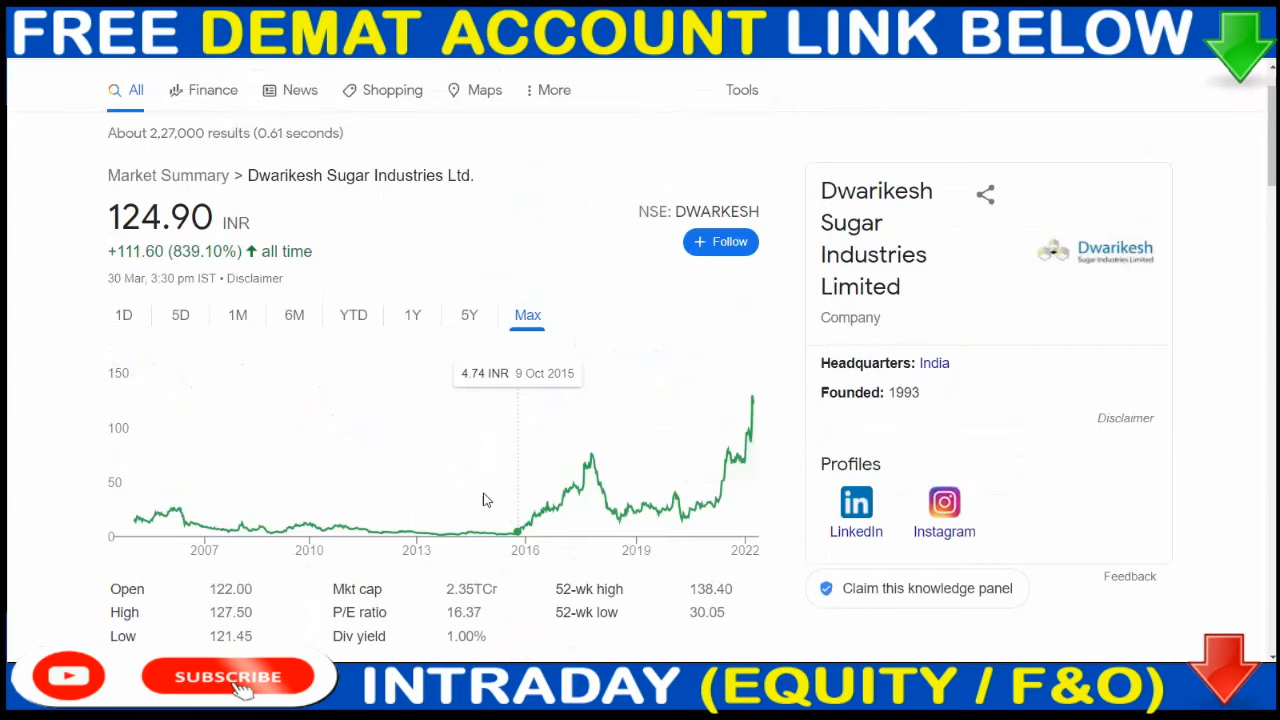 FREE DEMAT ACCOUNT LINK BELOW
All Finance News Shopping Maps More Tools
About 2,27,000 results (0.61 seconds)
Market Summary > Dwarikesh Sugar Industries Ltd.
124.90 INR
NSE: DWARKESH
+111.60 (839.10%) all time
Follow
30 Mar, 3:30 pm IST • Disclaimer
1D 5D 1M 6M YTD 1Y 5Y Max
4.74 INR 9 Oct 2015
150
100
50
0
2007 2010 2013 2016 2019 2022
Open 122.00 Mkt cap 2.35TCr 52-wk high 138.40
High 127.50 P/E ratio 16.37 52-wk low 30.05
Low 121.45 Div yield 1.00%
Dwarikesh
Sugar
Industries
Limited
Company
Dwarikesh
Sugar Industries Limited
Headquarters: India
Founded: 1993
Disclaimer
Profiles
LinkedIn Instagram
Feedback
Claim this knowledge panel
SUBSCRIBE
INTRADAY (EQUITY / F&O)